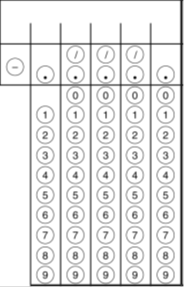 / / /
− . . . . .
0 0 0 0
1 1 1 1 1
2 2 2 2 2
3 3 3 3 3
4 4 4 4 4
5 5 5 5 5
6 6 6 6 6
7 7 7 7 7
8 8 8 8 8
9 9 9 9 9